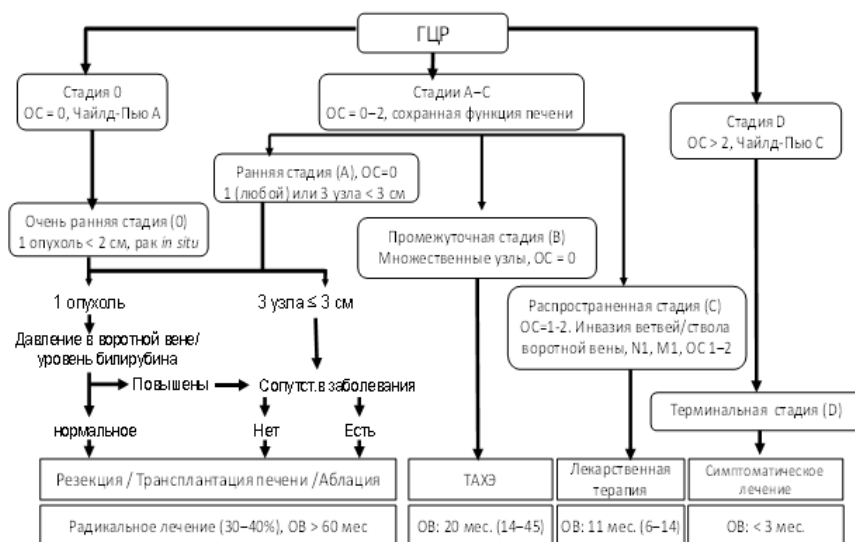 ГЦР
Стадия 0
ОС = 0, Чайлд-Пью А
Стадии А–С
ОС = 0–2, сохранная функция печени
Стадия D
ОС > 2, Чайлд-Пью С
Ранняя стадия (А), ОС=0
1 (любой) или 3 узла < 3 см
Очень ранняя стадия (0)
1 опухоль < 2 см, рак in situ
Промежуточная стадия (В)
Множественные узлы, ОС = 0
1 опухоль
3 узла ≤ 3 см
Распространенная стадия (С)
ОС=1-2. Инвазия ветвей/ствола
воротной вены, N1, М1, ОС 1–2
Давление в воротной вене/
уровень билирубина
Повышены
Сопутст.в заболевания
Терминальная стадия (D)
нормальное
Нет
Есть
Резекция / Трансплантация печени /Аблация
ТАХЭ
Лекарственная
терапия
Симптоматическое
лечение
Радикальное лечение (30–40%), ОВ > 60 мес
ОВ: 20 мес. (14–45)
ОВ: 11 мес. (6–14)
ОВ: < 3 мес.